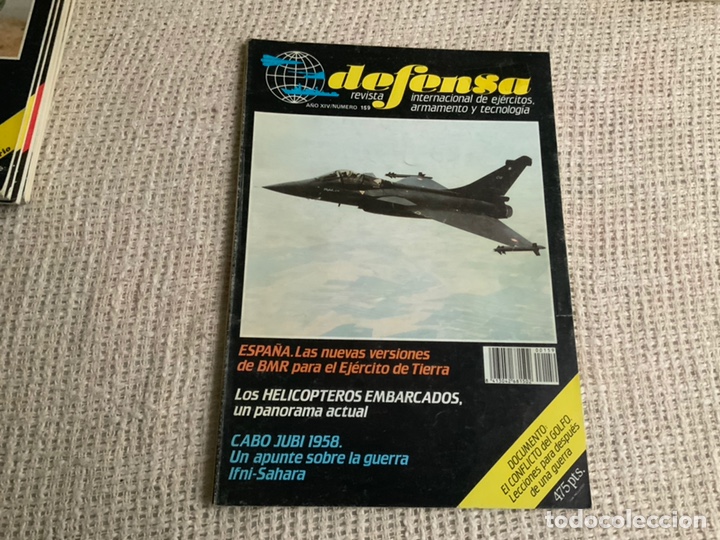 defensa
revista
internacional de ejércitos,
armamento y tecnología
AÑO XIV/NUMERO 159
ESPAÑA. Las nuevas versiones
de BMR para el Ejército de Tierra
Los HELICOPTEROS EMBARCADOS,
un panorama actual
CABO JUBI 1958.
Un apunte sobre la guerra
Ifni-Sahara
02159
DOCUMENTO
El CONFLICTO del GOLFO.
Lecciones para después
de una guerra
475 pts.
todocoleccion